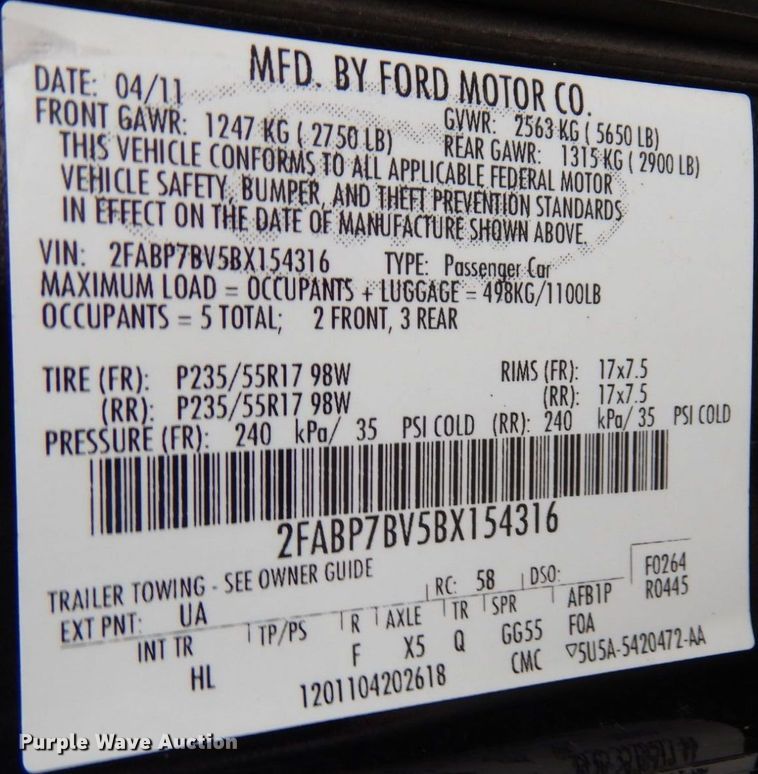 MFD. BY FORD MOTOR CO.
DATE: 04/11 GVWR: 2563 KG ( 5650 LB)
FRONT GAWR: 1247 KG ( 2750 LB) REAR GAWR: 1315 KG ( 2900 LB)
THIS VEHICLE CONFORMS TO ALL APPLICABLE FEDERAL MOTOR
VEHICLE SAFETY, BUMPER, AND THEFT PREVENTION STANDARDS
IN EFFECT ON THE DATE OF MANUFACTURE SHOWN ABOVE.
VIN: 2FABP7BV5BX154316 TYPE: Passenger Car
MAXIMUM LOAD = OCCUPANTS + LUGGAGE = 498KG/1100LB
OCCUPANTS = 5 TOTAL; 2 FRONT, 3 REAR
TIRE (FR): P235/55R17 98W RIMS (FR): 17x7.5
(RR): P235/55R17 98W (RR): 17x7.5
PRESSURE (FR): 240 kPa/ 35 PSI COLD (RR): 240 kPa/ 35 PSI COLD
2FABP7BV5BX154316
TRAILER TOWING - SEE OWNER GUIDE
EXT PNT: UA RC: 58 DSO: F0264
INT TR TP/PS R AXLE TR SPR AFB1P R0445
HL F X5 Q GG55 FOA
1201104202618 CMC ▽5U5A-5420472-AA
Purple Wave Auction